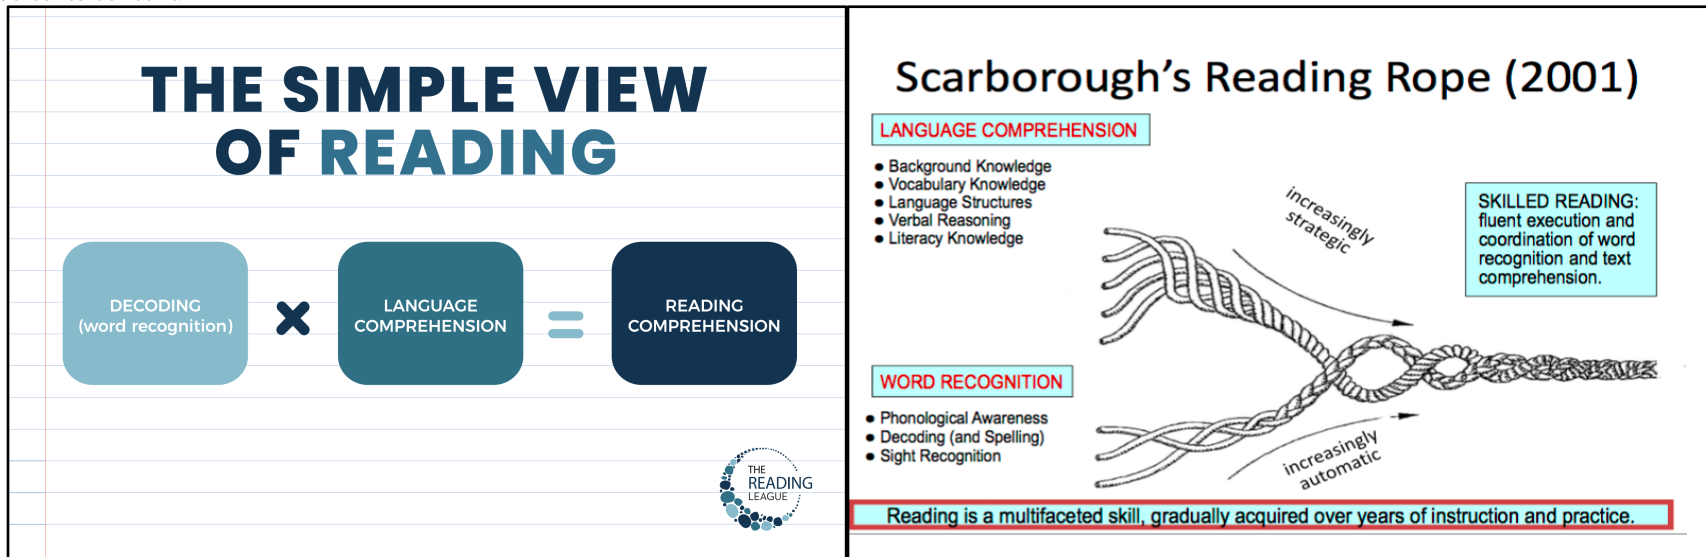 THE SIMPLE VIEW
OF READING
DECODING
(word recognition)
LANGUAGE
COMPREHENSION
READING
COMPREHENSION
THE
READING
LEAGUE
Scarborough's Reading Rope (2001)
LANGUAGE COMPREHENSION
• Background Knowledge
• Vocabulary Knowledge
• Language Structures
• Verbal Reasoning
• Literacy Knowledge
increasingly
strategic
SKILLED READING:
fluent execution and
coordination of word
recognition and text
comprehension.
WORD RECOGNITION
• Phonological Awareness
• Decoding (and Spelling)
• Sight Recognition
increasingly
automatic
Reading is a multifaceted skill, gradually acquired over years of instruction and practice.